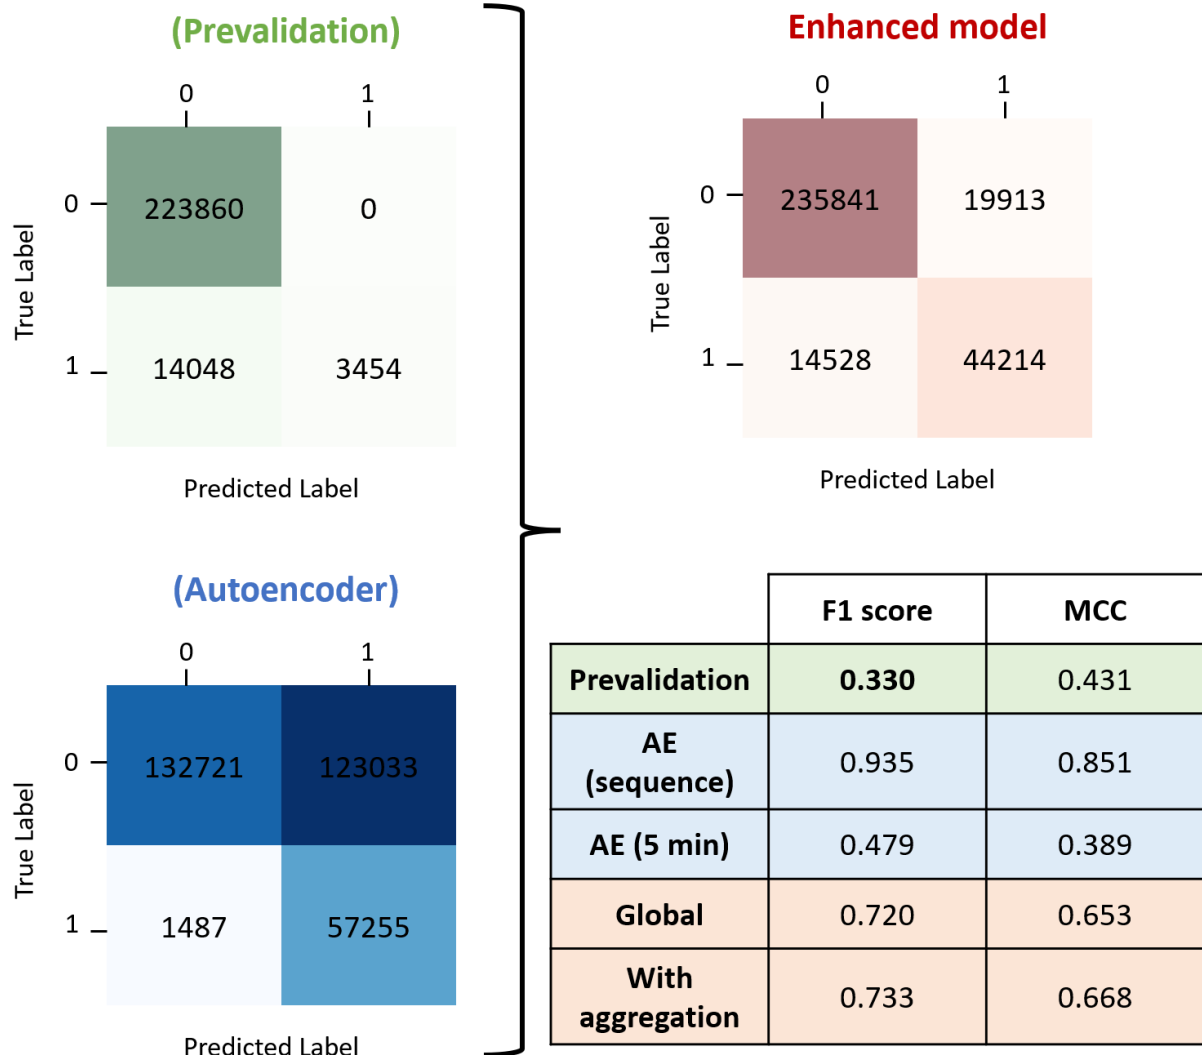 (Prevalidation)
0 1
0 223860 0
1 14048 3454
True Label
Predicted Label
(Autoencoder)
0 1
0 132721 123033
1 1487 57255
True Label
Predicted Label
Enhanced model
0 1
0 235841 19913
1 14528 44214
True Label
Predicted Label
F1 score MCC
Prevalidation 0.330 0.431
AE
(sequence) 0.935 0.851
AE (5 min) 0.479 0.389
Global 0.720 0.653
With
aggregation 0.733 0.668